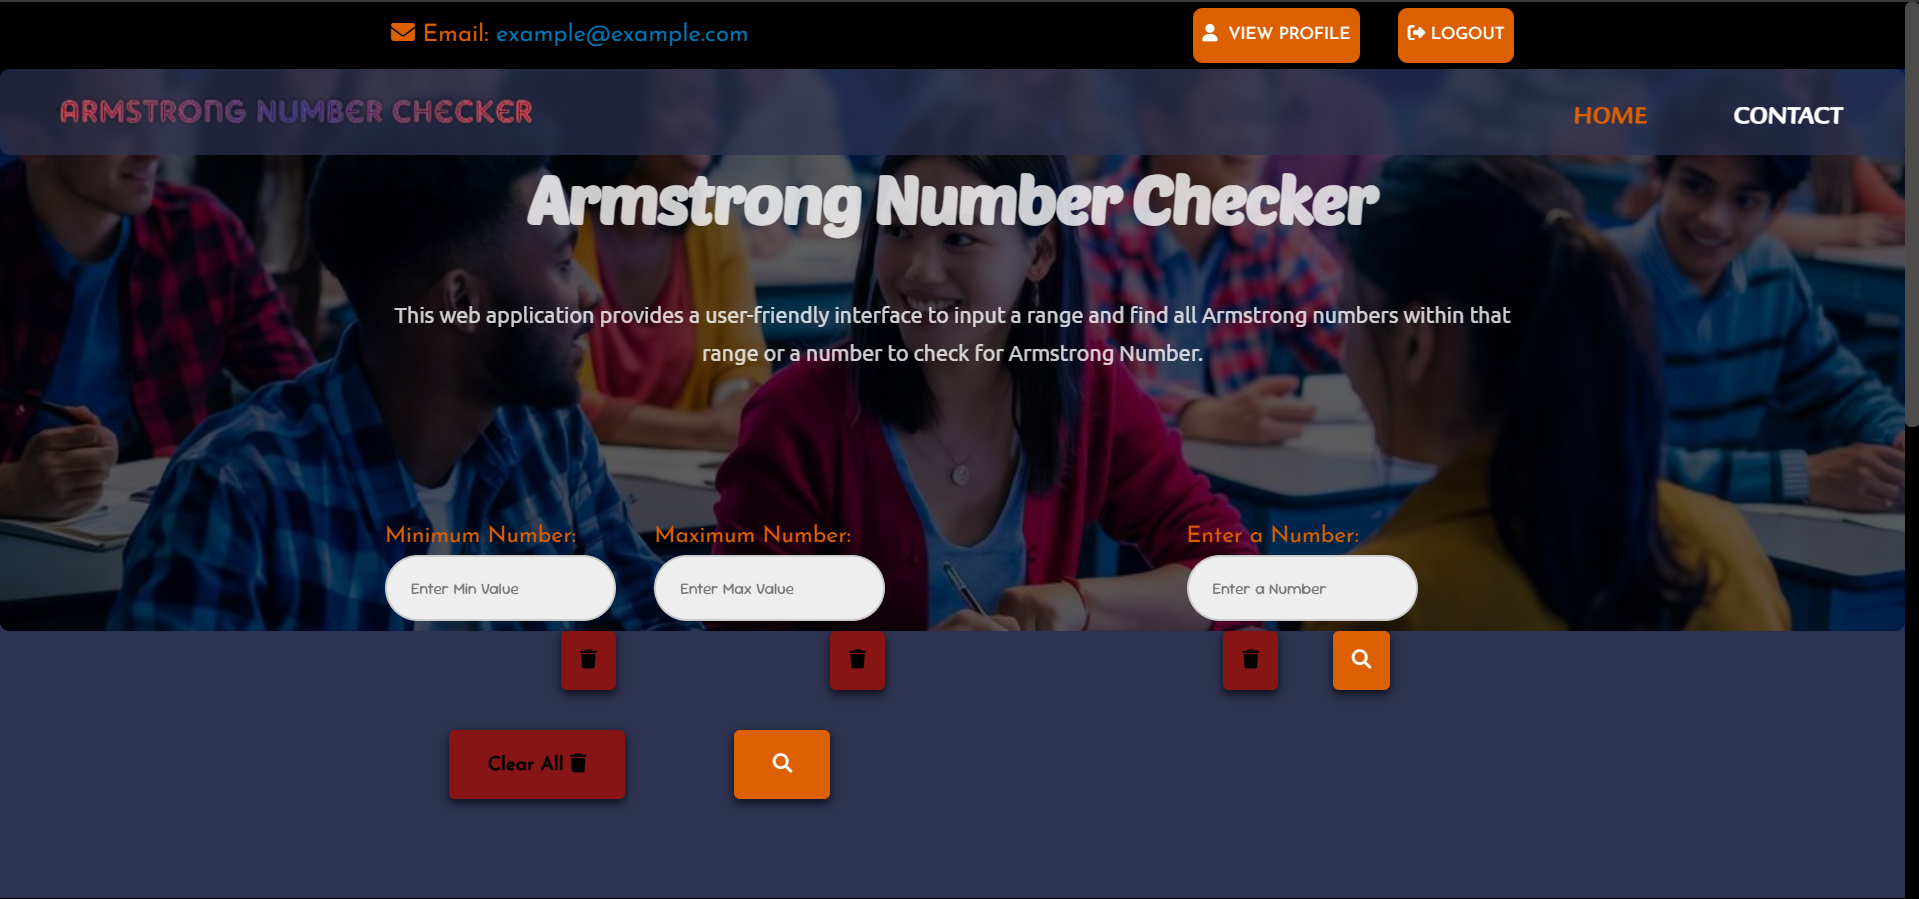 Email: example@example.com
VIEW PROFILE
LOGOUT
ARMSTRONG NUMBER CHECKER
HOME
CONTACT
Armstrong Number Checker
This web application provides a user-friendly interface to input a range and find all Armstrong numbers within that
range or a number to check for Armstrong Number.
Minimum Number:
Maximum Number:
Enter a Number:
Enter Min Value
Enter Max Value
Enter a Number
Clear All